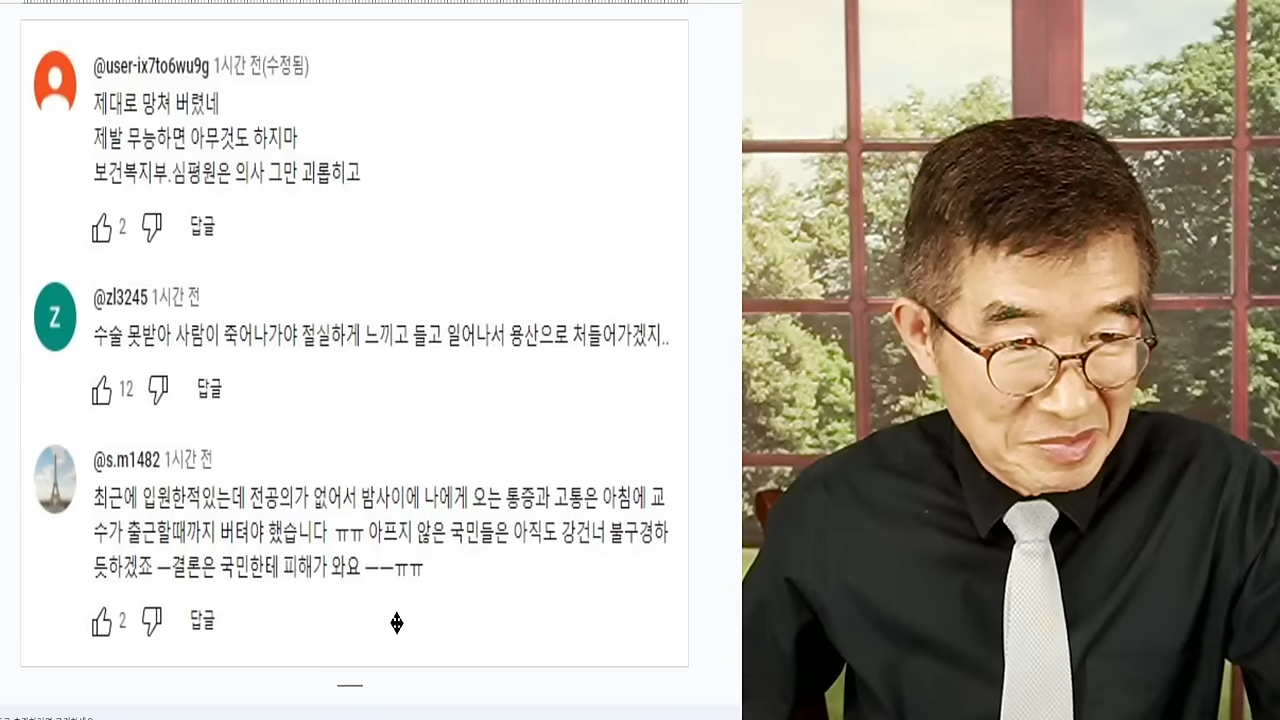 @user-ix7to6wu9g 1시간 전(수정됨)
제대로 망쳐 버렸네
제발 무능하면 아무것도 하지마
보건복지부.심평원은 의사 그만 괴롭히고
2 답글
Z
@zl3245 1시간 전
수술 못받아 사람이 죽어나가야 절실하게 느끼고 들고 일어나서 용산으로 처들어가겠지..
12 답글
@s.m1482 1시간 전
최근에 입원한적있는데 전공의가 없어서 밤사이에 나에게 오는 통증과 고통은 아침에 교
수가 출근할때까지 버텨야 했습니다 ㅠㅠ 아프지 않은 국민들은 아직도 강건너 불구경하
듯하겠죠 ㅡ결론은 국민한테 피해가 와요 ㅡㅡㅠㅠ
2 답글